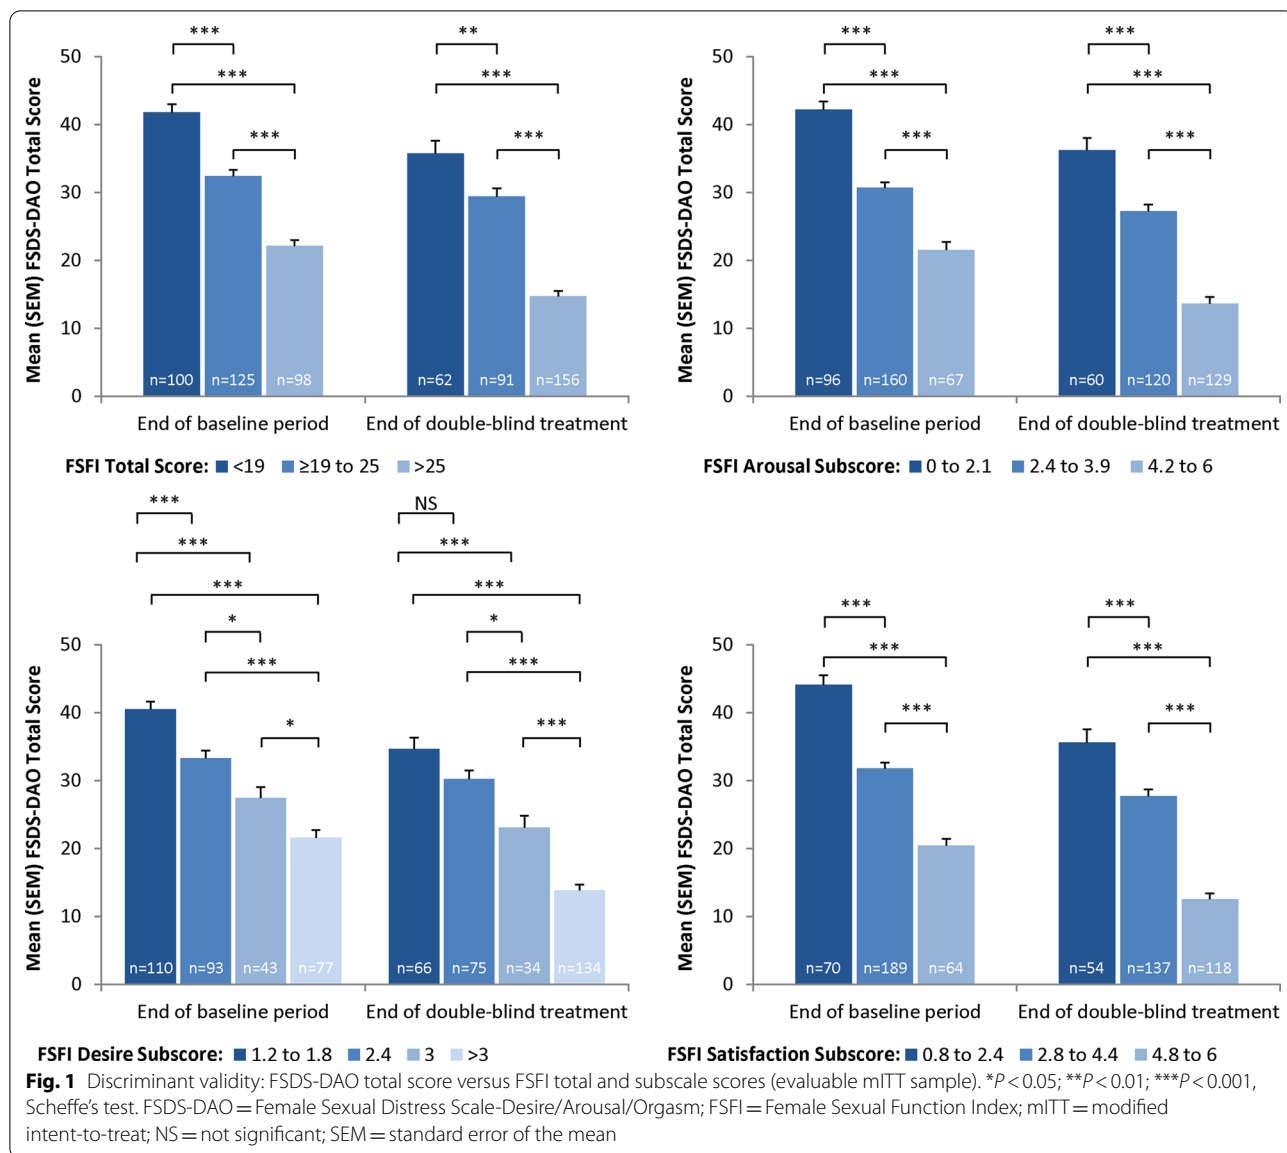 *** ** *** ***
*** *** *** ***
*** *** *** ***
Mean (SEM) FSDS-DAO Total Score
50
40
30
20
10
0
n=100 n=125 n=98 n=62 n=91 n=156
End of baseline period End of double-blind treatment
FSFI Total Score: <19 ≥19 to 25 >25
Mean (SEM) FSDS-DAO Total Score
50
40
30
20
10
0
n=96 n=160 n=67 n=60 n=120 n=129
End of baseline period End of double-blind treatment
FSFI Arousal Subscore: 0 to 2.1 2.4 to 3.9 4.2 to 6
*** NS
*** ***
*** ***
* *
*** ***
* ***
Mean (SEM) FSDS-DAO Total Score
50
40
30
20
10
0
n=110 n=93 n=43 n=77 n=66 n=75 n=34 n=134
End of baseline period End of double-blind treatment
FSFI Desire Subscore: 1.2 to 1.8 2.4 3 >3
*** ***
*** ***
*** ***
Mean (SEM) FSDS-DAO Total Score
50
40
30
20
10
0
n=70 n=189 n=64 n=54 n=137 n=118
End of baseline period End of double-blind treatment
FSFI Satisfaction Subscore: 0.8 to 2.4 2.8 to 4.4 4.8 to 6
Fig. 1 Discriminant validity: FSDS-DAO total score versus FSFI total and subscale scores (evaluable mITT sample). *P < 0.05; **P < 0.01; ***P < 0.001,
Scheffe's test. FSDS-DAO = Female Sexual Distress Scale-Desire/Arousal/Orgasm; FSFI = Female Sexual Function Index; mITT = modified
intent-to-treat; NS = not significant; SEM = standard error of the mean